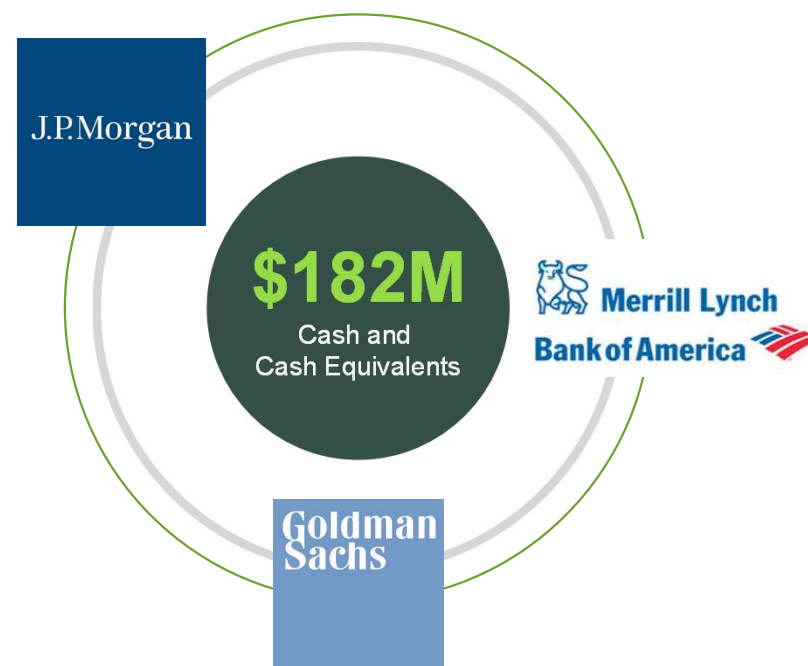 J.P.Morgan
$182M
Cash and
Cash Equivalents
Merrill Lynch
Bank of America
Goldman
Sachs